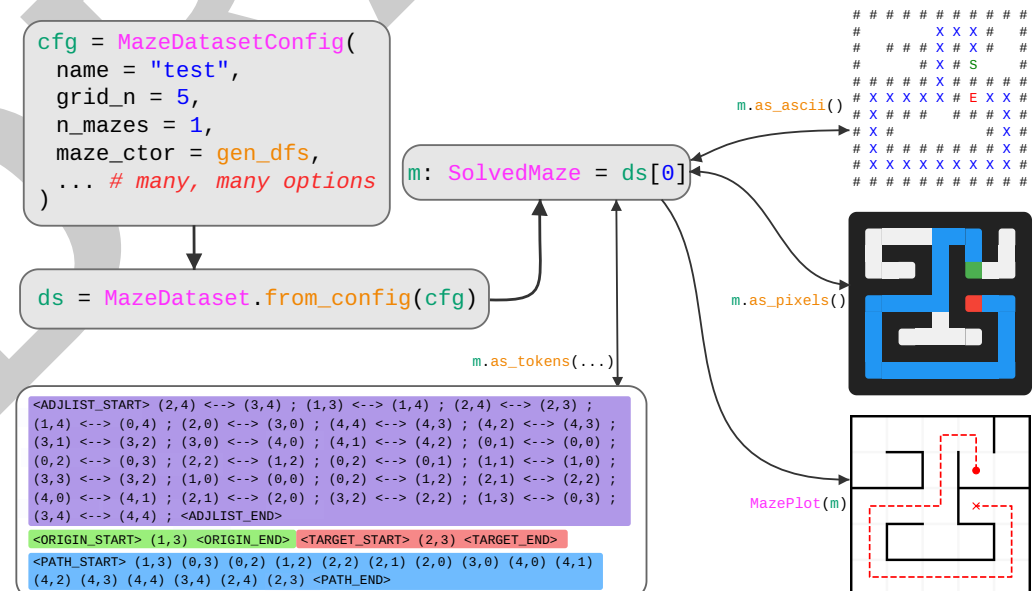 cfg = MazeDatasetConfig(
name = "test",
grid_n = 5,
n_mazes = 1,
maze_ctor = gen_dfs,
... # many, many options
)
ds = MazeDataset.from_config(cfg)
m: SolvedMaze = ds[0]
m.as_ascii()
# # # # # # # # # # #
#         X X X #   #
#   # # # X # X #   #
#       # X # S     #
# # # # # X # # # # #
# X X X X X # E X X #
# X # # #   # # # X #
# X #           # X #
# X # # # # # # # X #
# X X X X X X X X X #
# # # # # # # # # # #
m.as_pixels()
MazePlot(m)
m.as_tokens(...)
<ADJLIST_START> (2,4) <--> (3,4) ; (1,3) <--> (1,4) ; (2,4) <--> (2,3) ;
(1,4) <--> (0,4) ; (2,0) <--> (3,0) ; (4,4) <--> (4,3) ; (4,2) <--> (4,3) ;
(3,1) <--> (3,2) ; (3,0) <--> (4,0) ; (4,1) <--> (4,2) ; (0,1) <--> (0,0) ;
(0,2) <--> (0,3) ; (2,2) <--> (1,2) ; (0,2) <--> (0,1) ; (1,1) <--> (1,0) ;
(3,3) <--> (3,2) ; (1,0) <--> (0,0) ; (0,2) <--> (1,2) ; (2,1) <--> (2,2) ;
(4,0) <--> (4,1) ; (2,1) <--> (2,0) ; (3,2) <--> (2,2) ; (1,3) <--> (0,3) ;
(3,4) <--> (4,4) ; <ADJLIST_END>
<ORIGIN_START> (1,3) <ORIGIN_END> <TARGET_START> (2,3) <TARGET_END>
<PATH_START> (1,3) (0,3) (0,2) (1,2) (2,2) (2,1) (2,0) (3,0) (4,0) (4,1)
(4,2) (4,3) (4,4) (3,4) (2,4) (2,3) <PATH_END>